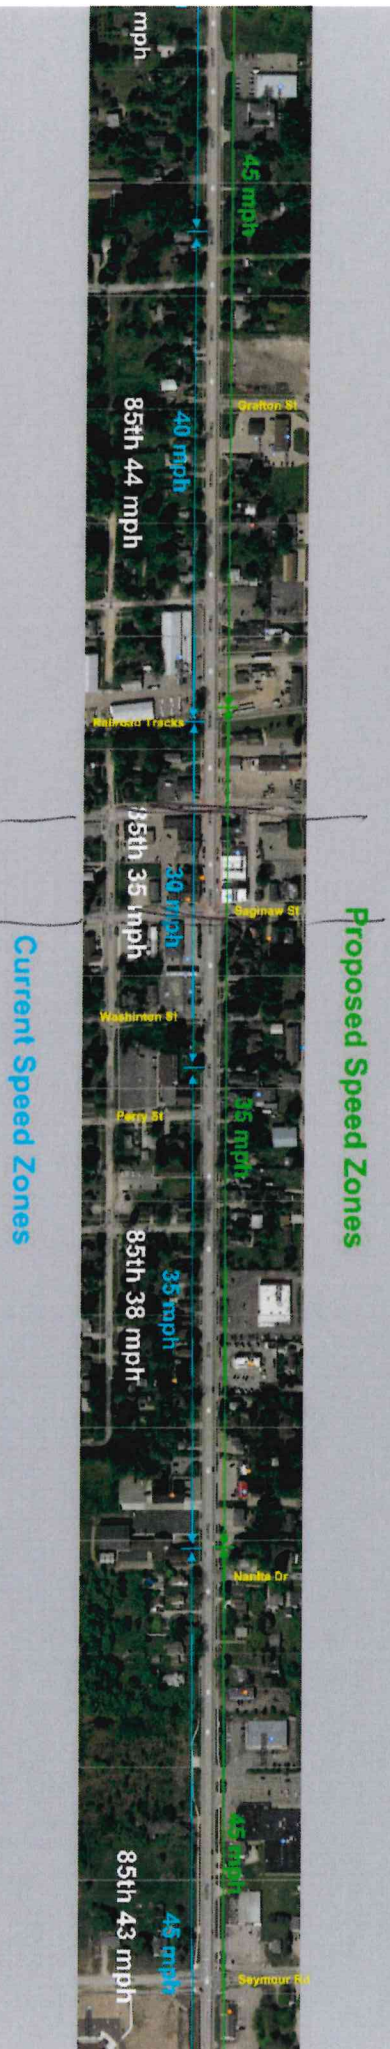 Proposed Speed Zones
45 mph
35 mph
45 mph
Grafton St
Saginaw St
Nanita Dr
Seymour Rd
mph
40 mph
30 mph
35 mph
45 mph
Railroad Tracks
Washinton St
Perry St
85th 44 mph
85th 35 mph
85th 38 mph
85th 43 mph
Current Speed Zones